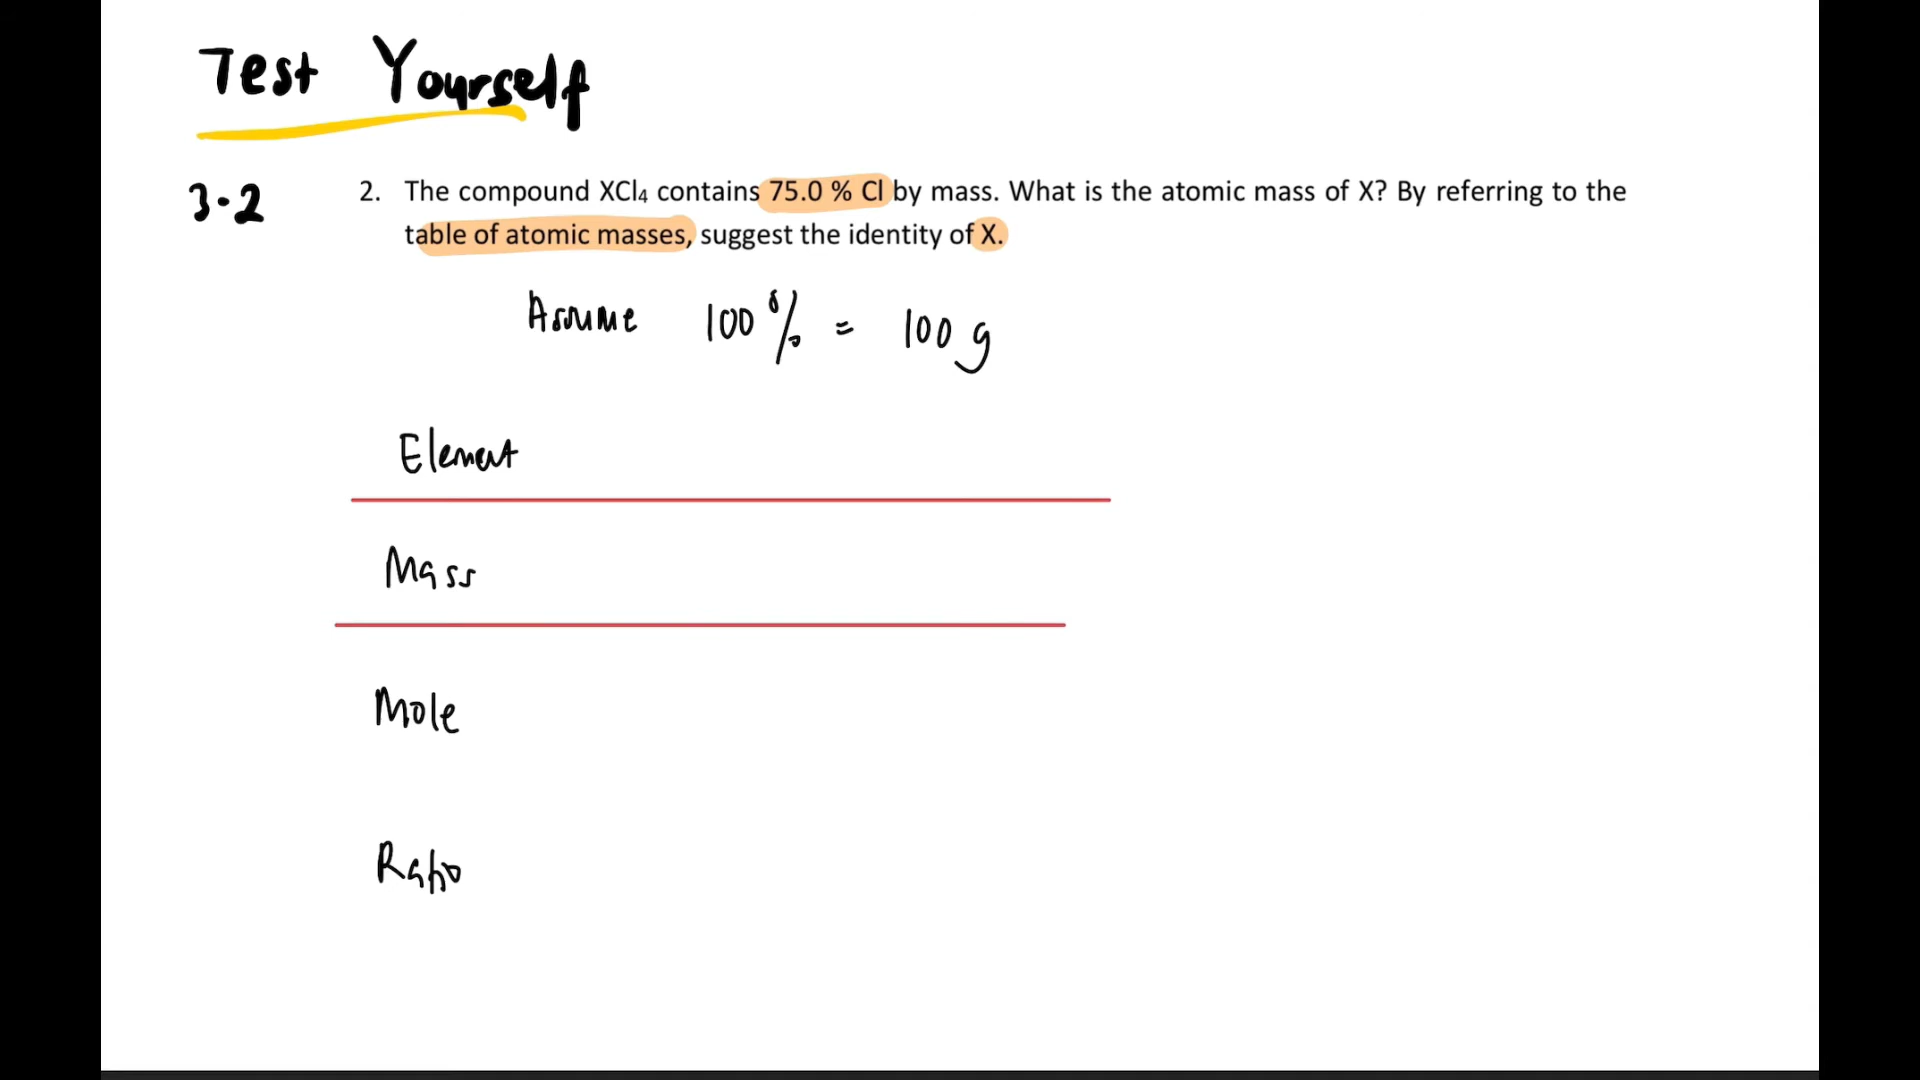 Test Yourself
3.2
2. The compound XCl₄ contains 75.0 % Cl by mass. What is the atomic mass of X? By referring to the
table of atomic masses, suggest the identity of X.
Assume 100% = 100 g
Element
Mass
Mole
Ratio